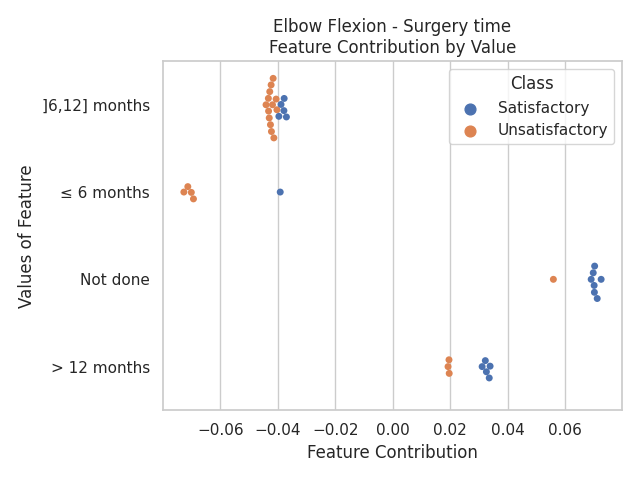 Elbow Flexion - Surgery time
Feature Contribution by Value
Class
Satisfactory
Unsatisfactory
Values of Feature
]6,12] months
≤ 6 months
Not done
> 12 months
−0.06 −0.04 −0.02 0.00 0.02 0.04 0.06
Feature Contribution